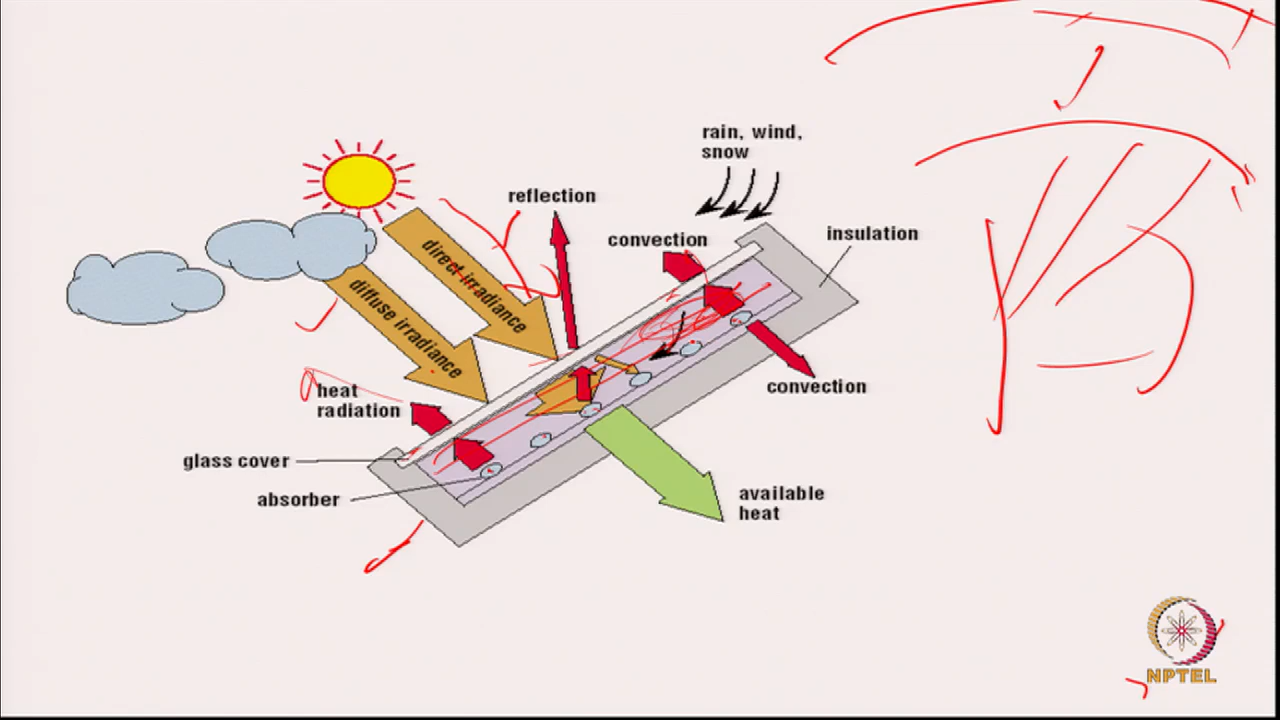 rain, wind,
snow
reflection
convection
insulation
direct irradiance
diffuse irradiance
heat
radiation
convection
glass cover
absorber
available
heat
NPTEL